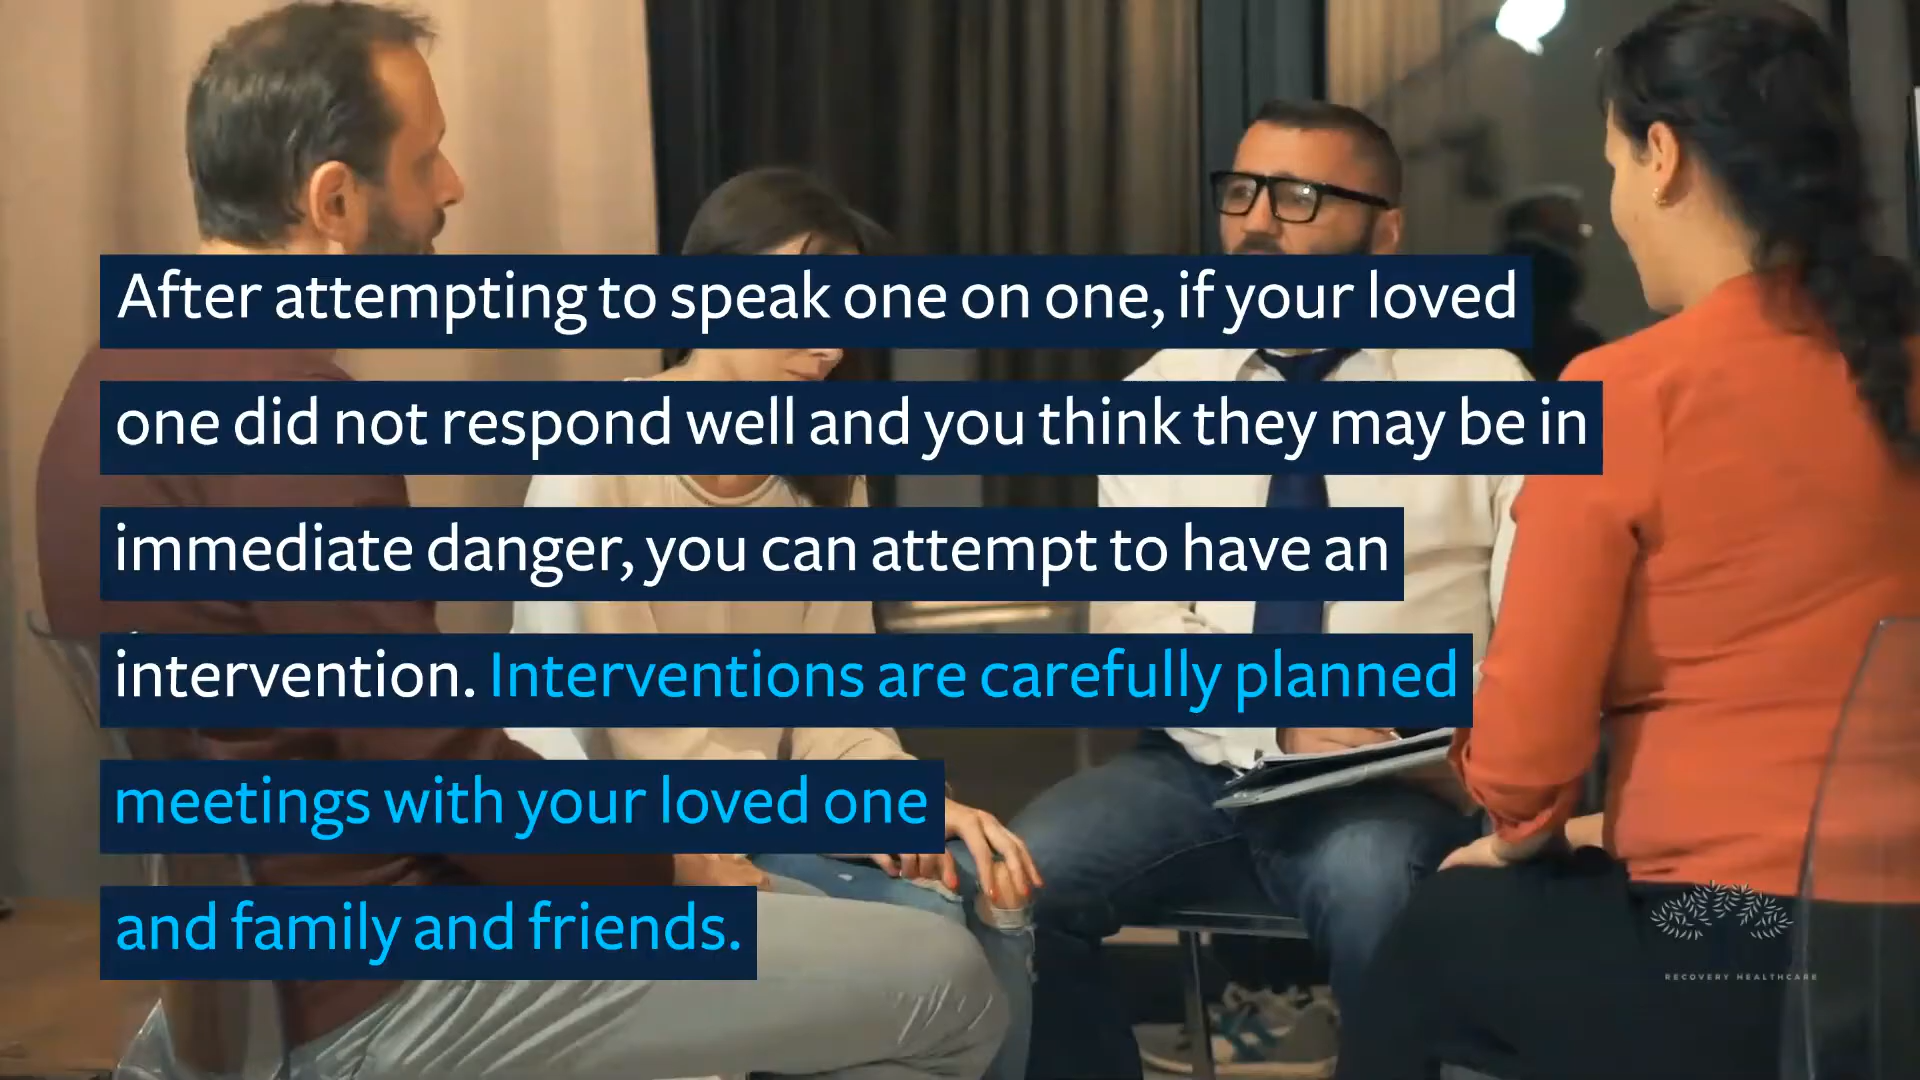 After attempting to speak one on one, if your loved
one did not respond well and you think they may be in
immediate danger, you can attempt to have an
intervention. Interventions are carefully planned
meetings with your loved one
and family and friends.
RECOVERY HEALTHCARE